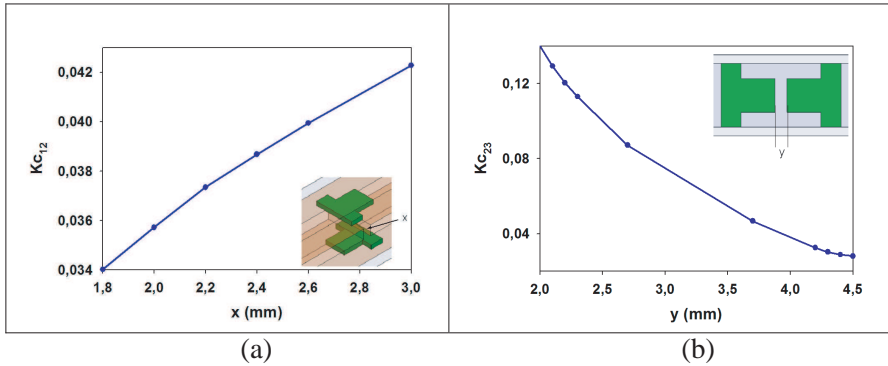 0,042
0,040
0,038
0,036
0,034
Kc12
1,8 2,0 2,2 2,4 2,6 2,8 3,0
x (mm)
x
(a)
0,12
0,08
0,04
Kc23
2,0 2,5 3,0 3,5 4,0 4,5
y (mm)
y
(b)